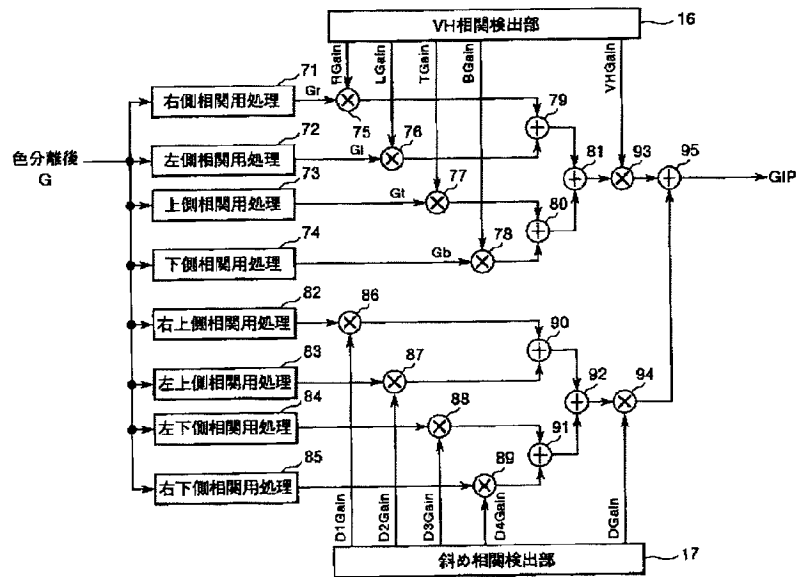 VH相関検出部
16
RGain
LGain
TGain
BGain
VHGain
71
右側相関用処理
Gr
75
79
72
左側相関用処理
Gl
76
色分離後
G
81
93
95
GIP
73
上側相関用処理
Gt
77
80
74
下側相関用処理
Gb
78
82
右上側相関用処理
86
90
83
左上側相関用処理
87
92
94
84
左下側相関用処理
88
91
85
右下側相関用処理
89
D1Gain
D2Gain
D3Gain
D4Gain
DGain
斜め相関検出部
17